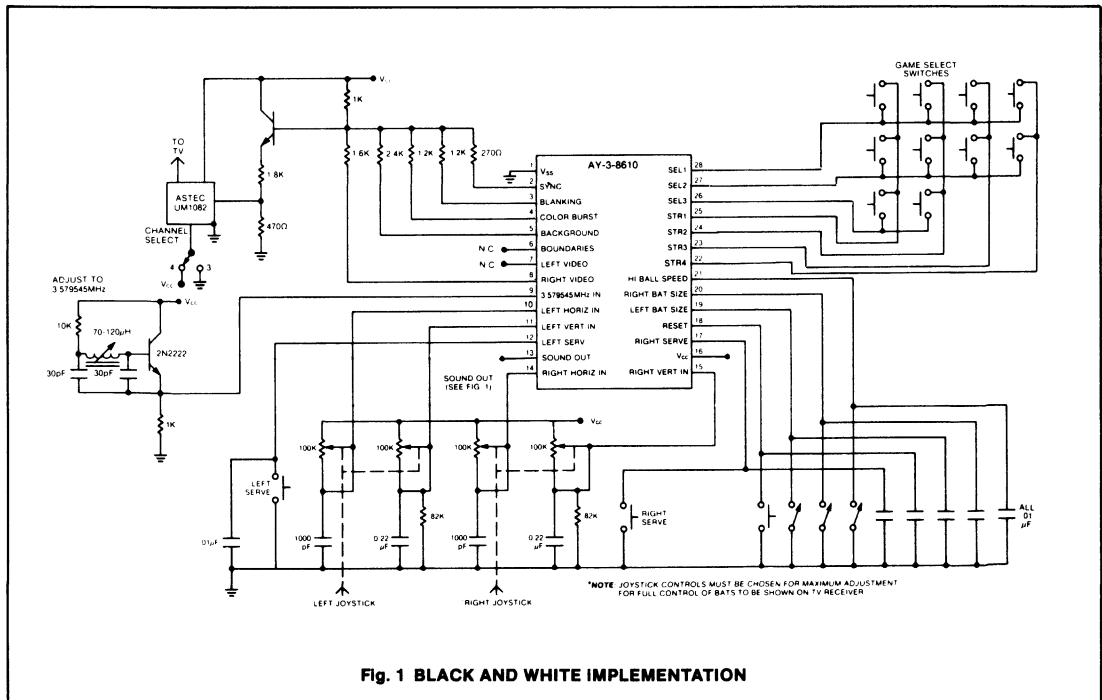 GAME SELECT
SWITCHES
VCC
1K
TO
TV
1.6K
2.4K
1.2K
1.2K
270Ω
1.8K
ASTEC
UM1082
470Ω
CHANNEL
SELECT
4
3
VCC
ADJUST TO
3 579545MHz
VCC
10K
70-120µH
2N2222
30pF
30pF
1K
AY-3-8610
1 VSS
2 SYNC
3 BLANKING
4 COLOR BURST
5 BACKGROUND
N C 6 BOUNDARIES
N C 7 LEFT VIDEO
8 RIGHT VIDEO
9 3 579545MHz IN
10 LEFT HORIZ IN
11 LEFT VERT IN
12 LEFT SERV
13 SOUND OUT
14 RIGHT HORIZ IN
SEL1 28
SEL2 27
SEL3 26
STR1 25
STR2 24
STR3 23
STR4 22
HI BALL SPEED 21
RIGHT BAT SIZE 20
LEFT BAT SIZE 19
RESET 18
RIGHT SERVE 17
VCC 16
RIGHT VERT IN 15
SOUND OUT
(SEE FIG. 1)
VCC
100K
100K
100K
100K
LEFT
SERVE
82K
82K
RIGHT
SERVE
.01µF
1000
pF
0 22
µF
1000
pF
0 22
µF
ALL
.01
µF
LEFT JOYSTICK
RIGHT JOYSTICK
*NOTE JOYSTICK CONTROLS MUST BE CHOSEN FOR MAXIMUM ADJUSTMENT
FOR FULL CONTROL OF BATS TO BE SHOWN ON TV RECEIVER
Fig. 1 BLACK AND WHITE IMPLEMENTATION